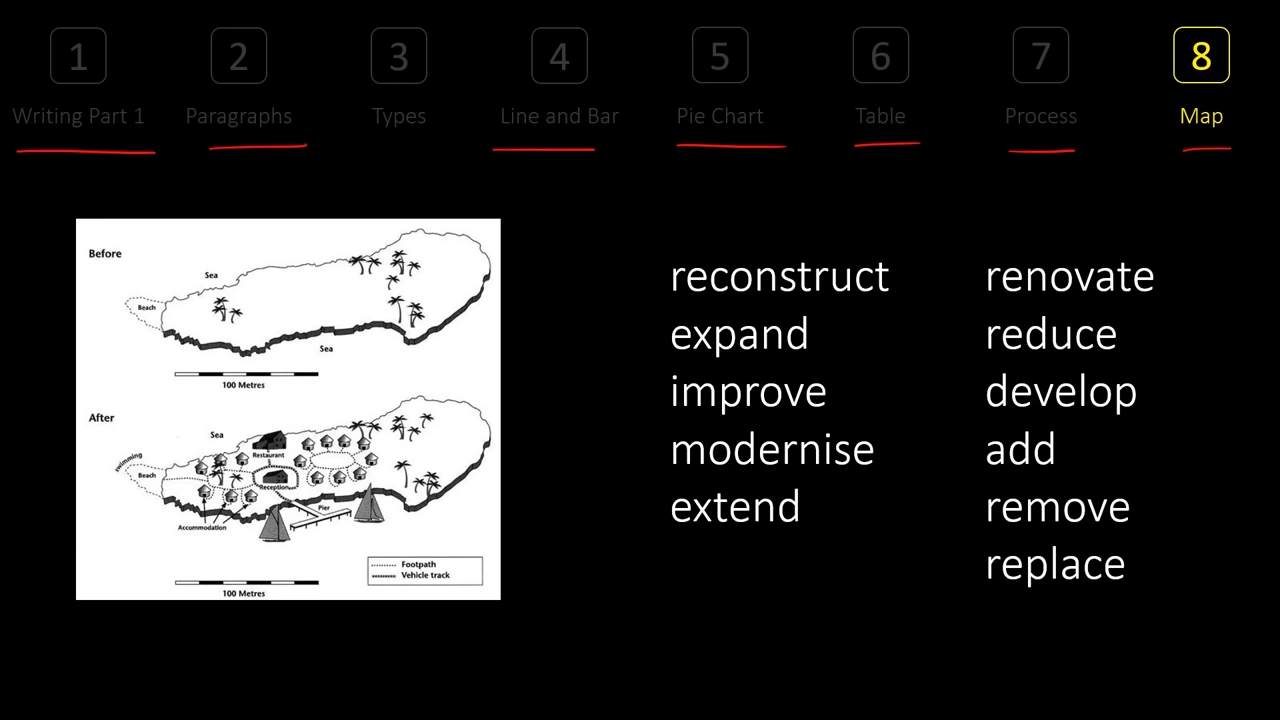 1 2 3 4 5 6 7 8
Writing Part 1 Paragraphs Types Line and Bar Pie Chart Table Process Map
Before
Sea
Beach
Sea
100 Metres
After
Sea
Restaurant
swimming
Beach
Reception
Pier
Accommodation
Footpath
Vehicle track
100 Metres
reconstruct
expand
improve
modernise
extend
renovate
reduce
develop
add
remove
replace